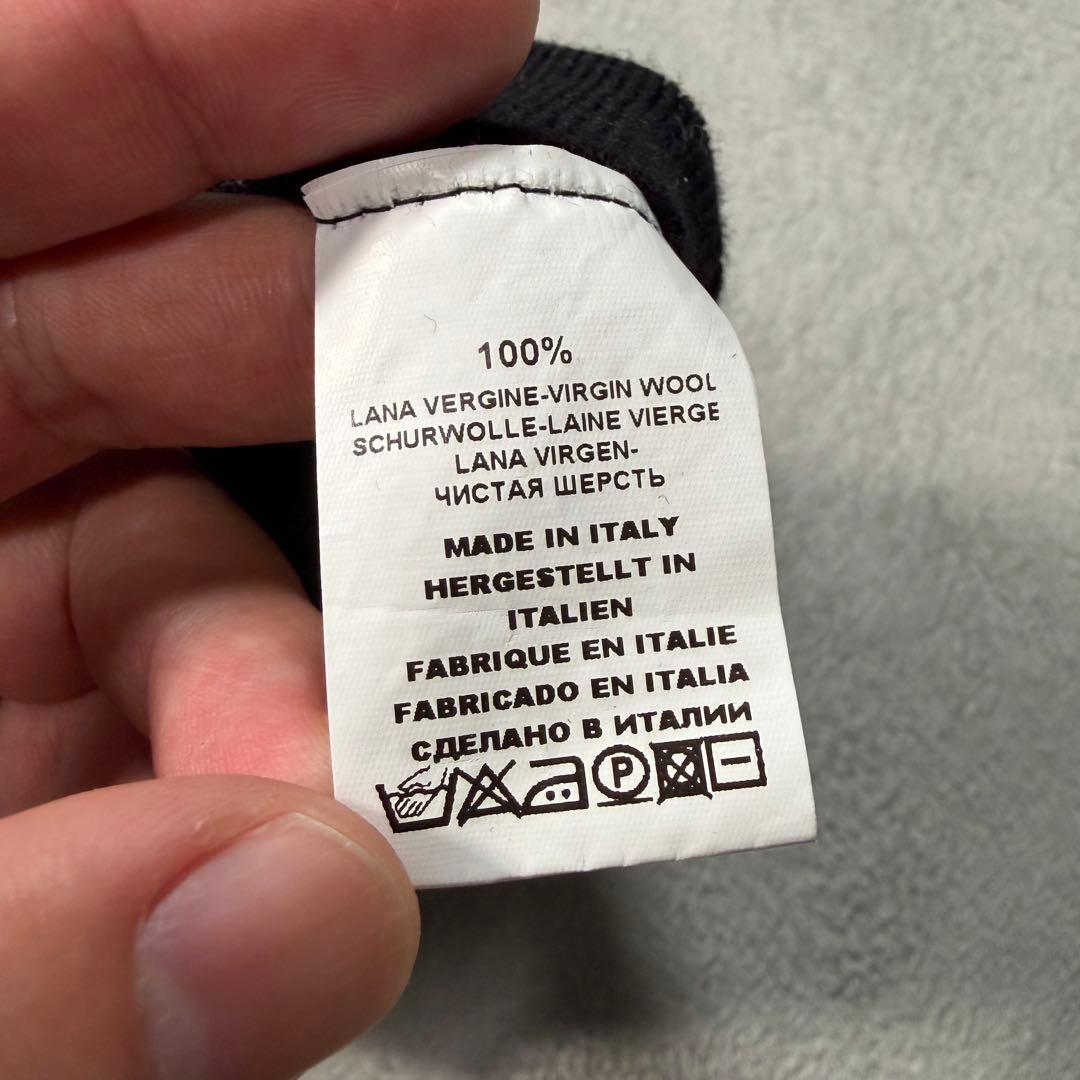 100%
LANA VERGINE-VIRGIN WOOL
SCHURWOLLE-LAINE VIERGE
LANA VIRGEN-
ЧИСТАЯ ШЕРСТЬ
MADE IN ITALY
HERGESTELLT IN
ITALIEN
FABRIQUE EN ITALIE
FABRICADO EN ITALIA
СДЕЛАНО В ИТАЛИИ
P